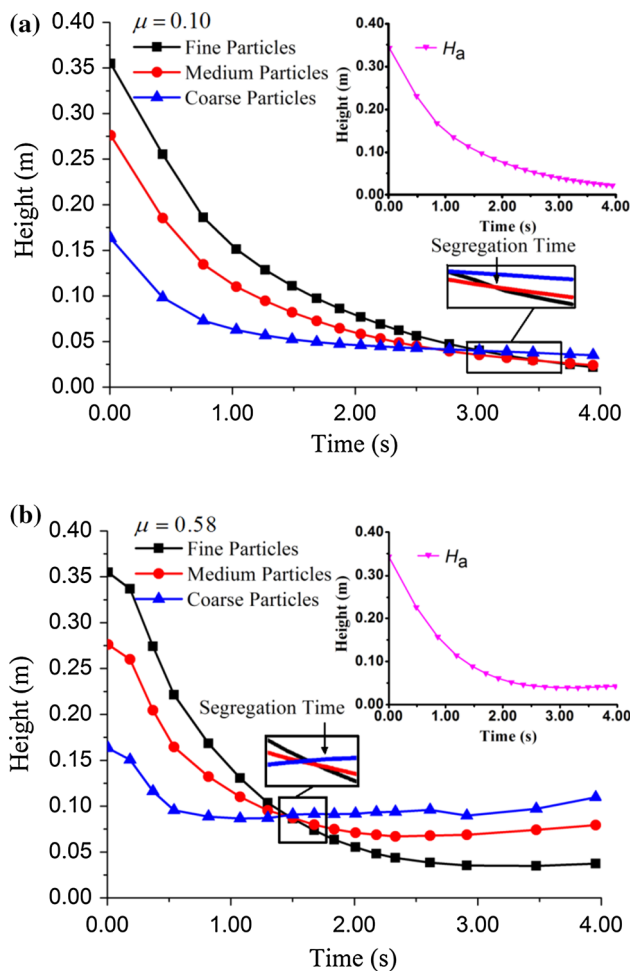 (a)
μ = 0.10
Fine Particles
Medium Particles
Coarse Particles
Height (m)
0.40
0.35
0.30
0.25
0.20
0.15
0.10
0.05
0.00
0.00 1.00 2.00 3.00 4.00
Time (s)
Hₐ
Height (m)
0.40
0.30
0.20
0.10
0.00
0.00 1.00 2.00 3.00 4.00
Time (s)
Segregation Time
(b)
μ = 0.58
Fine Particles
Medium Particles
Coarse Particles
Height (m)
0.40
0.35
0.30
0.25
0.20
0.15
0.10
0.05
0.00
0.00 1.00 2.00 3.00 4.00
Time (s)
Hₐ
Height (m)
0.40
0.30
0.20
0.10
0.00
0.00 1.00 2.00 3.00 4.00
Time (s)
Segregation Time